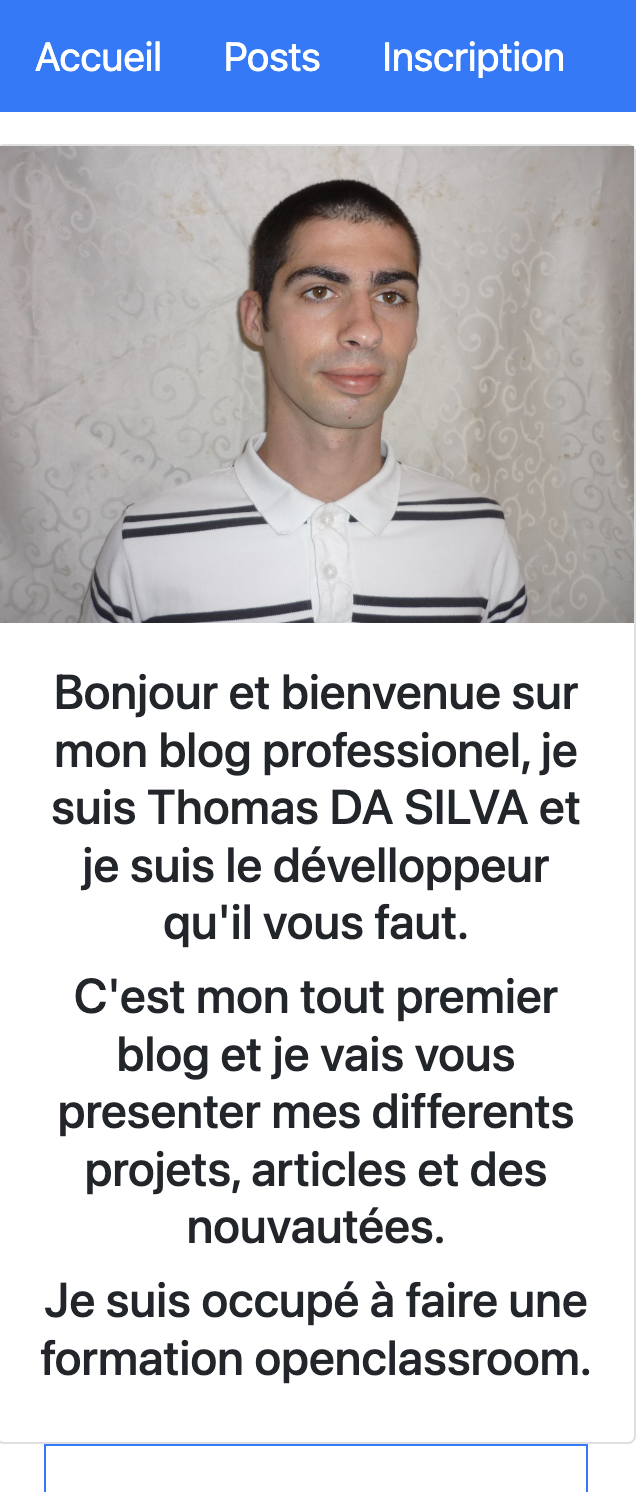 Accueil Posts Inscription
Bonjour et bienvenue sur
mon blog professionel, je
suis Thomas DA SILVA et
je suis le dévelloppeur
qu'il vous faut.
C'est mon tout premier
blog et je vais vous
presenter mes differents
projets, articles et des
nouvautées.
Je suis occupé à faire une
formation openclassroom.